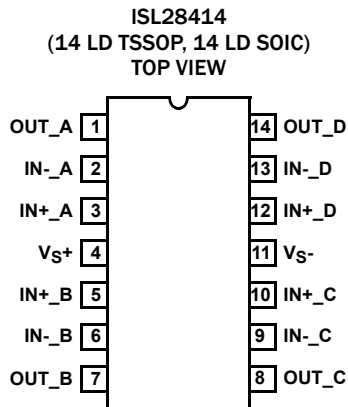 ISL28414
(14 LD TSSOP, 14 LD SOIC)
TOP VIEW
OUT_A 1 14 OUT_D
IN-_A 2 13 IN-_D
IN+_A 3 12 IN+_D
VS+ 4 11 VS-
IN+_B 5 10 IN+_C
IN-_B 6 9 IN-_C
OUT_B 7 8 OUT_C